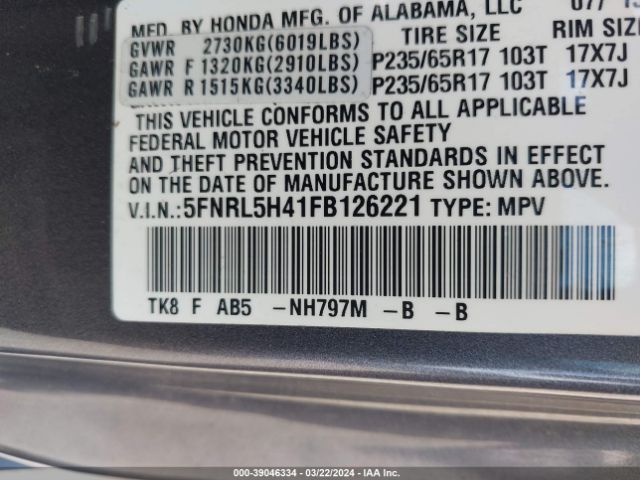 MFD. BY HONDA MFG. OF ALABAMA, LLC 07/
GVWR 2730KG(6019LBS) TIRE SIZE RIM SIZE
GAWR F 1320KG(2910LBS) P235/65R17 103T 17X7J
GAWR R 1515KG(3340LBS) P235/65R17 103T 17X7J
THIS VEHICLE CONFORMS TO ALL APPLICABLE
FEDERAL MOTOR VEHICLE SAFETY
AND THEFT PREVENTION STANDARDS IN EFFECT
ON THE DATE OF MANUFACTURE SHOWN ABOVE.
V.I.N.:5FNRL5H41FB126221 TYPE: MPV
TK8 F AB5 -NH797M -B -B
000-39046334 - 03/22/2024 - IAA Inc.